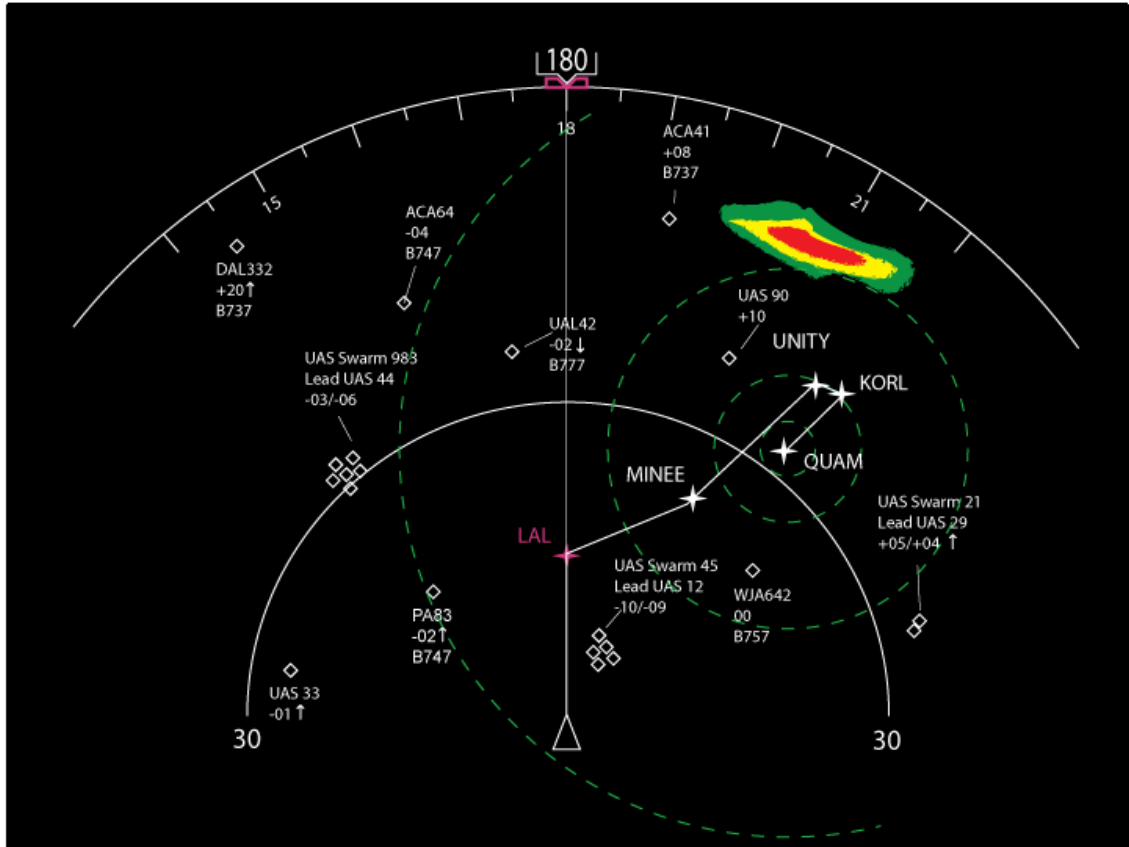 180
18
15
21
ACA41
+08
B737
ACA64
-04
B747
DAL332
+20↑
B737
UAS 90
+10
UAL42
-02↓
B777
UNITY
UAS Swarm 983
Lead UAS 44
-03/-06
KORL
QUAM
MINEE
UAS Swarm 21
Lead UAS 29
+05/+04 ↑
LAL
UAS Swarm 45
Lead UAS 12
-10/-09
WJA642
00
B757
PA83
-02↑
B747
UAS 33
-01↑
30
30